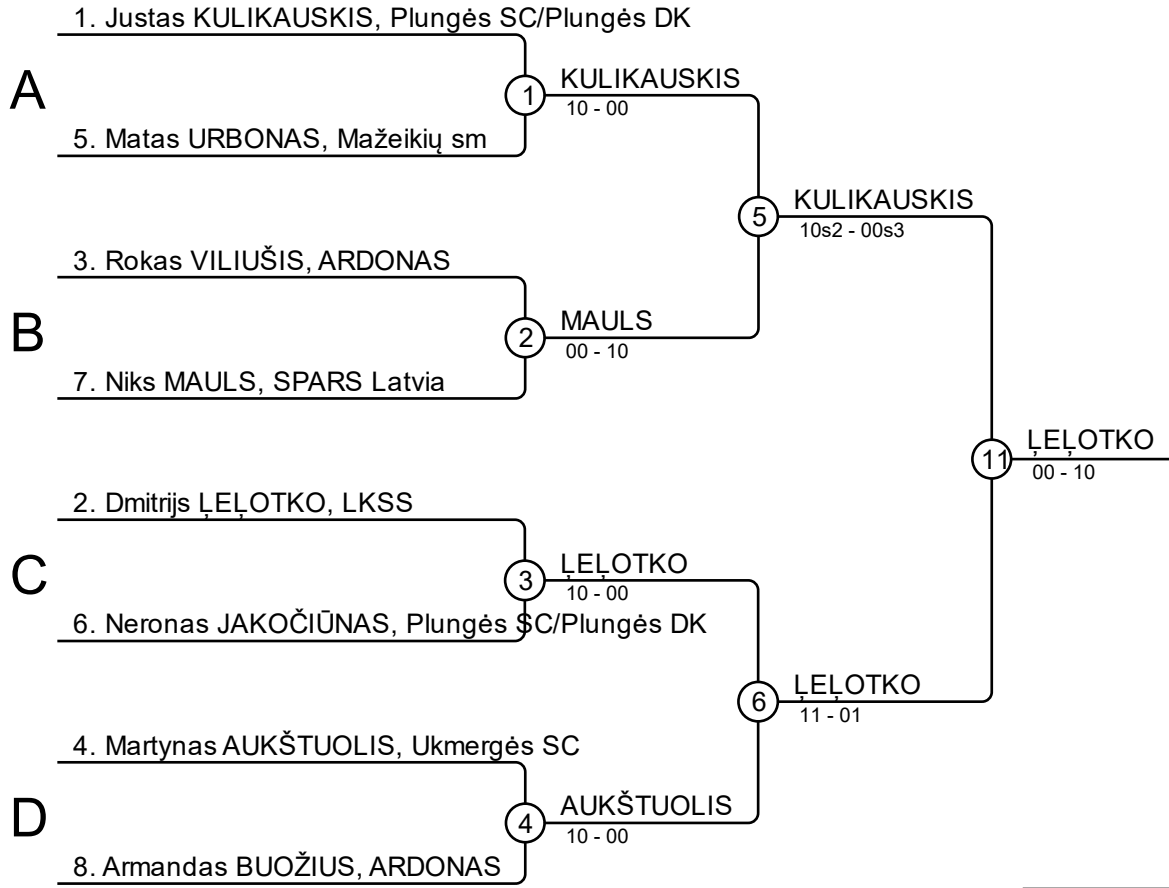 1. Justas KULIKAUSKIS, Plungės SC/Plungės DK
A
1
KULIKAUSKIS
10 - 00
5. Matas URBONAS, Mažeikių sm
5
KULIKAUSKIS
10s2 - 00s3
3. Rokas VILIUŠIS, ARDONAS
B
2
MAULS
00 - 10
7. Niks MAULS, SPARS Latvia
11
ĻEĻOTKO
00 - 10
2. Dmitrijs ĻEĻOTKO, LKSS
C
3
ĻEĻOTKO
10 - 00
6. Neronas JAKOČIŪNAS, Plungės SC/Plungės DK
6
ĻEĻOTKO
11 - 01
4. Martynas AUKŠTUOLIS, Ukmergės SC
D
4
AUKŠTUOLIS
10 - 00
8. Armandas BUOŽIUS, ARDONAS